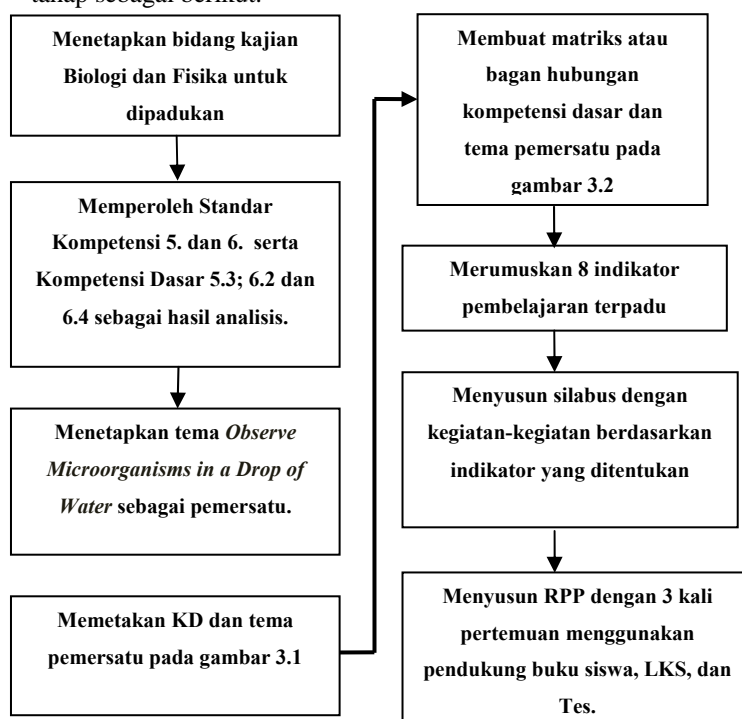 tahap sebagai berikut:
Menetapkan bidang kajian
Biologi dan Fisika untuk
dipadukan
Memperoleh Standar
Kompetensi 5. dan 6. serta
Kompetensi Dasar 5.3; 6.2 dan
6.4 sebagai hasil analisis.
Menetapkan tema Observe
Microorganisms in a Drop of
Water sebagai pemersatu.
Memetakan KD dan tema
pemersatu pada gambar 3.1
Membuat matriks atau
bagan hubungan
kompetensi dasar dan
tema pemersatu pada
gambar 3.2
Merumuskan 8 indikator
pembelajaran terpadu
Menyusun silabus dengan
kegiatan-kegiatan berdasarkan
indikator yang ditentukan
Menyusun RPP dengan 3 kali
pertemuan menggunakan
pendukung buku siswa, LKS, dan
Tes.